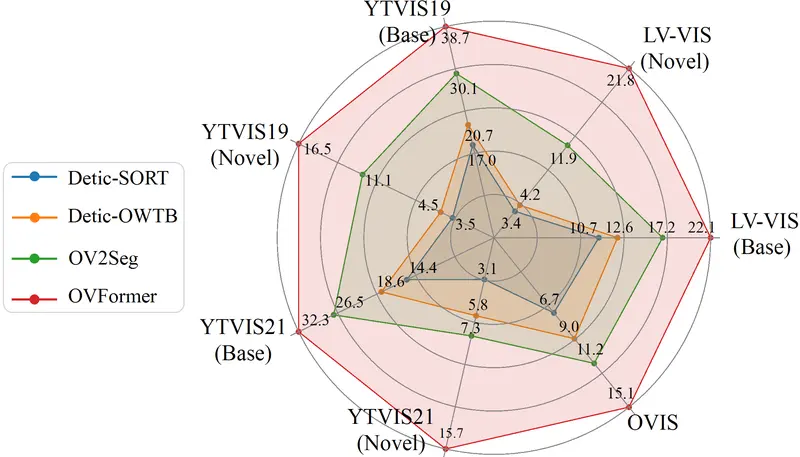 YTVIS19
(Base)
38.7
LV-VIS
(Novel)
21.8
30.1
YTVIS19
(Novel)
16.5
20.7
17.0
11.9
11.1
Detic-SORT
Detic-OWTB
OV2Seg
OVFormer
4.5
3.5
4.2
3.4
10.7
12.6
17.2
22.1
LV-VIS
(Base)
14.4
18.6
26.5
32.3
YTVIS21
(Base)
3.1
5.8
7.3
6.7
9.0
11.2
15.1
OVIS
YTVIS21
(Novel)
15.7